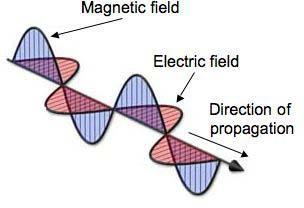 Magnetic field
Electric field
Direction of
propagation